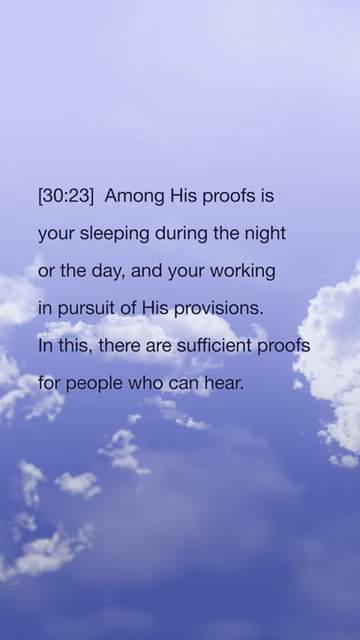 [30:23]  Among His proofs is
your sleeping during the night
or the day, and your working
in pursuit of His provisions.
In this, there are sufficient proofs
for people who can hear.